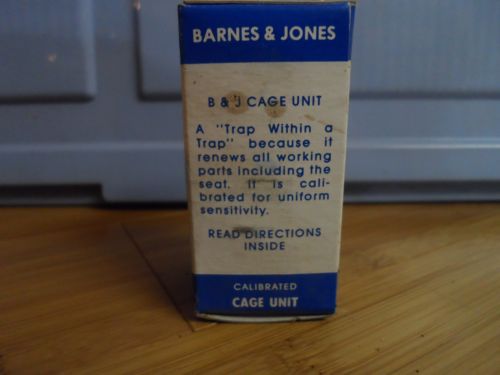 BARNES & JONES
B & J CAGE UNIT
A "Trap Within a
Trap" because it
renews all working
parts including the
seat. It is cali-
brated for uniform
sensitivity.
READ DIRECTIONS
INSIDE
CALIBRATED
CAGE UNIT